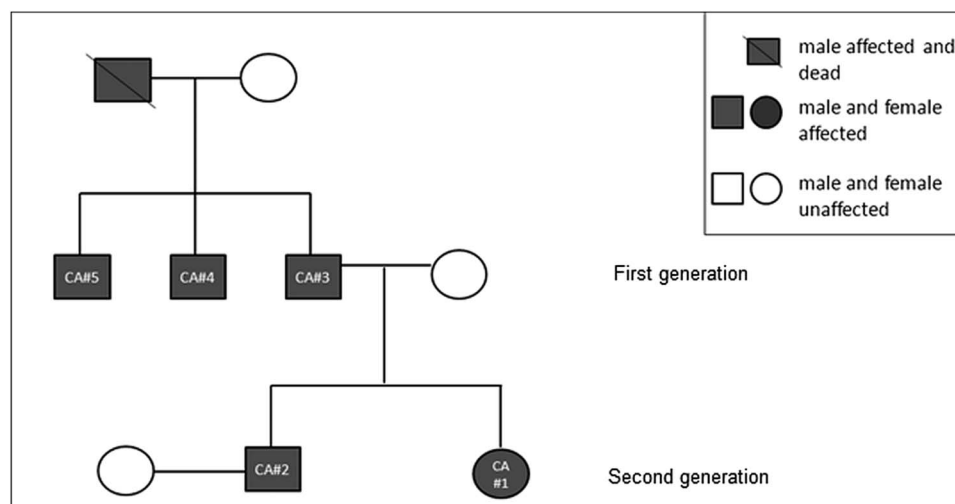 male affected and
dead
male and female
affected
male and female
unaffected
CA#5
CA#4
CA#3
First generation
CA#2
CA
#1
Second generation